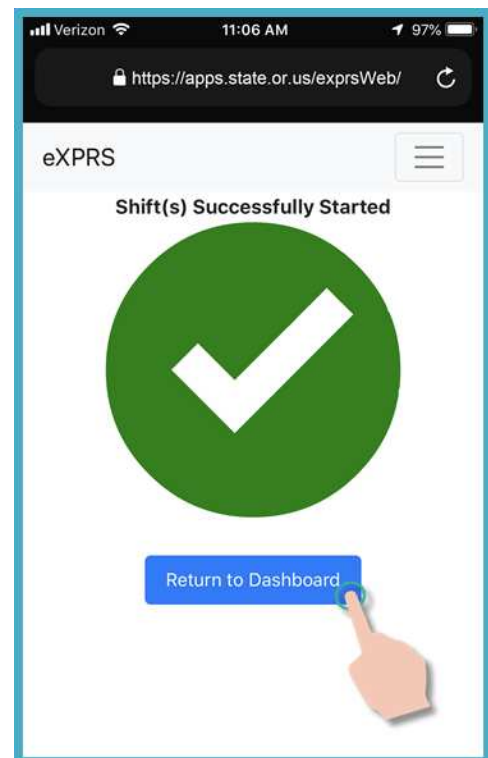 Verizon 11:06 AM 97%
https://apps.state.or.us/exprsWeb/
eXPRS
Shift(s) Successfully Started
Return to Dashboard